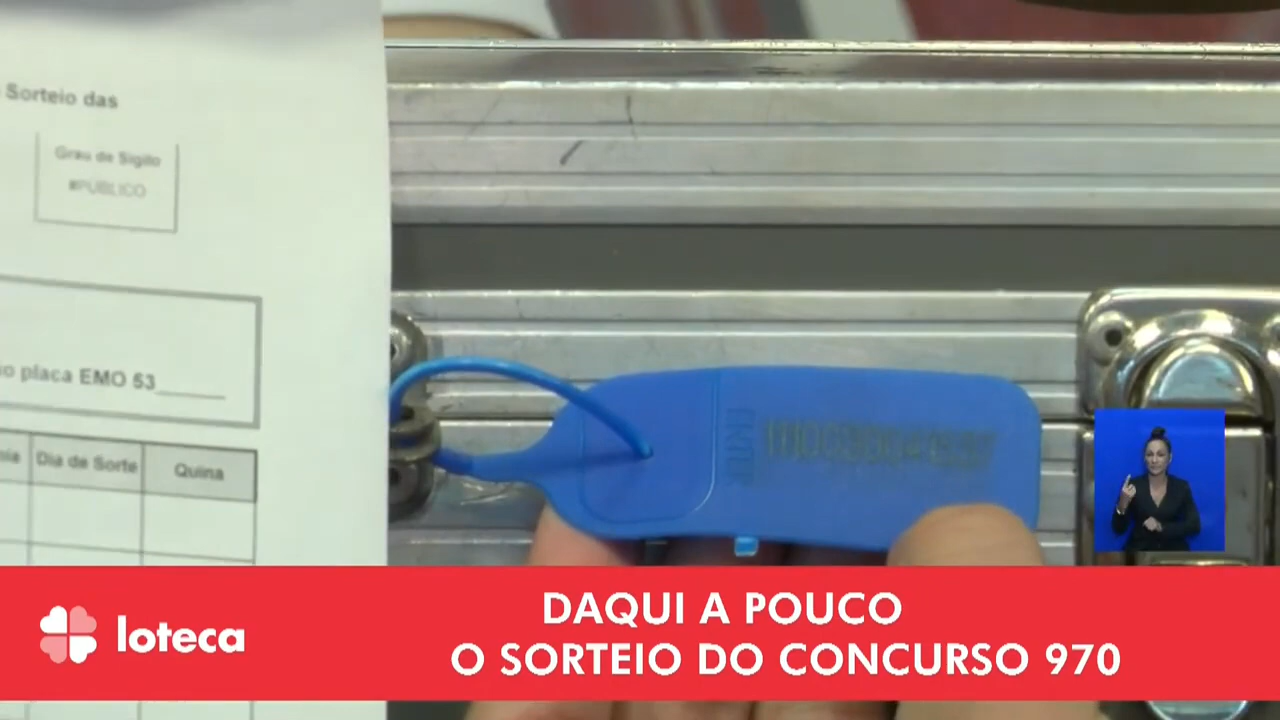 Sorteio das
Grau de Sigilo
#PÚBLICO
placa EMO 53______
Dia de Sorte
Quina
loteca
DAQUI A POUCO
O SORTEIO DO CONCURSO 970